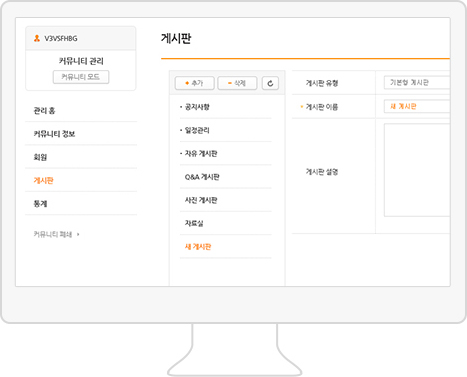 V3VSFHBG
커뮤니티 관리
커뮤니티 모드
관리 홈
커뮤니티 정보
회원
게시판
통계
커뮤니티 폐쇄
게시판
+ 추가
- 삭제
· 공지사항
· 일정관리
· 자유 게시판
Q&A 게시판
사진 게시판
자료실
새 게시판
게시판 유형
기본형 게시판
게시판 이름
새 게시판
게시판 설명